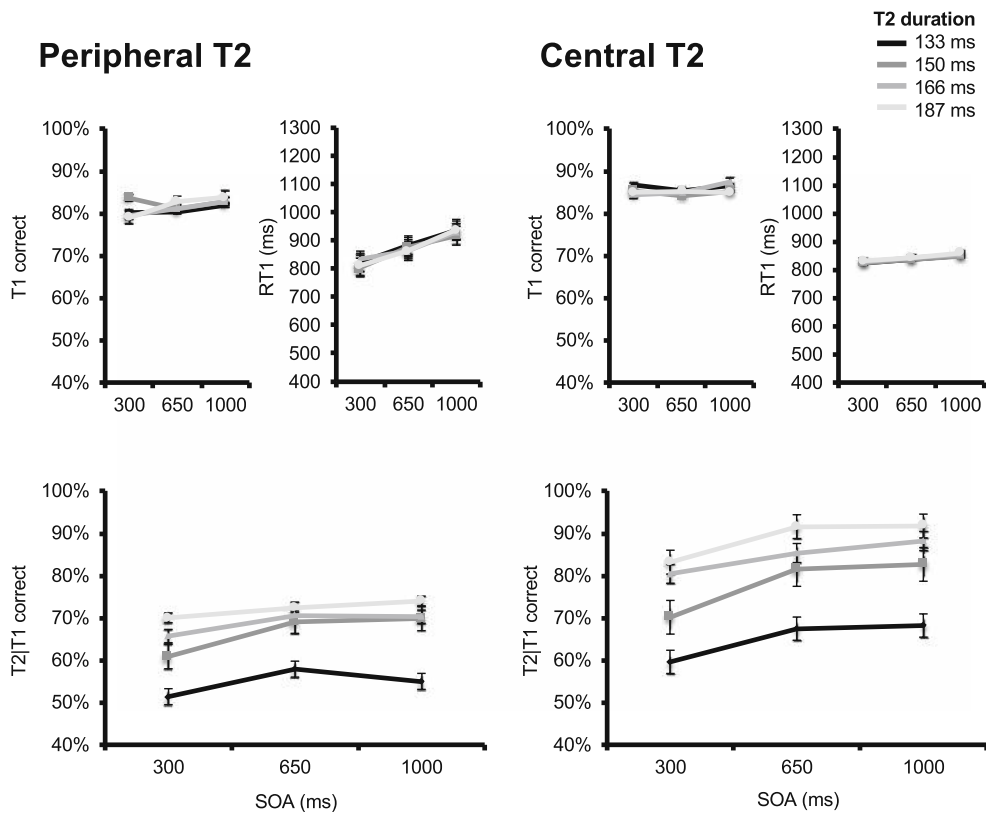 T2 duration
133 ms
150 ms
166 ms
187 ms
Peripheral T2
Central T2
T1 correct
100%
90%
80%
70%
60%
50%
40%
300 650 1000
RT1 (ms)
1300
1200
1100
1000
900
800
700
600
500
400
300 650 1000
T1 correct
100%
90%
80%
70%
60%
50%
40%
300 650 1000
RT1 (ms)
1300
1200
1100
1000
900
800
700
600
500
400
300 650 1000
T2|T1 correct
100%
90%
80%
70%
60%
50%
40%
300 650 1000
SOA (ms)
T2|T1 correct
100%
90%
80%
70%
60%
50%
40%
300 650 1000
SOA (ms)